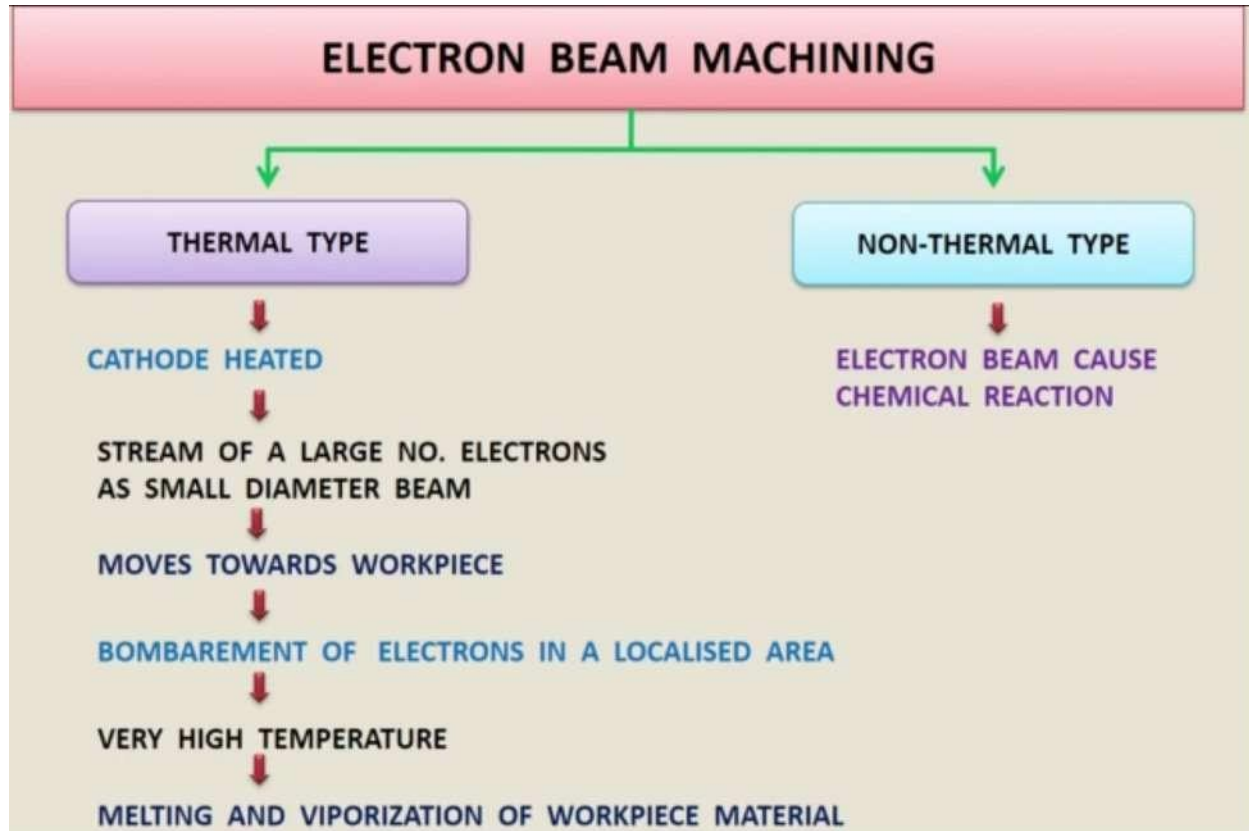 ELECTRON BEAM MACHINING
THERMAL TYPE
CATHODE HEATED
STREAM OF A LARGE NO. ELECTRONS
AS SMALL DIAMETER BEAM
MOVES TOWARDS WORKPIECE
BOMBAREMENT OF ELECTRONS IN A LOCALISED AREA
VERY HIGH TEMPERATURE
MELTING AND VIPORIZATION OF WORKPIECE MATERIAL
NON-THERMAL TYPE
ELECTRON BEAM CAUSE
CHEMICAL REACTION